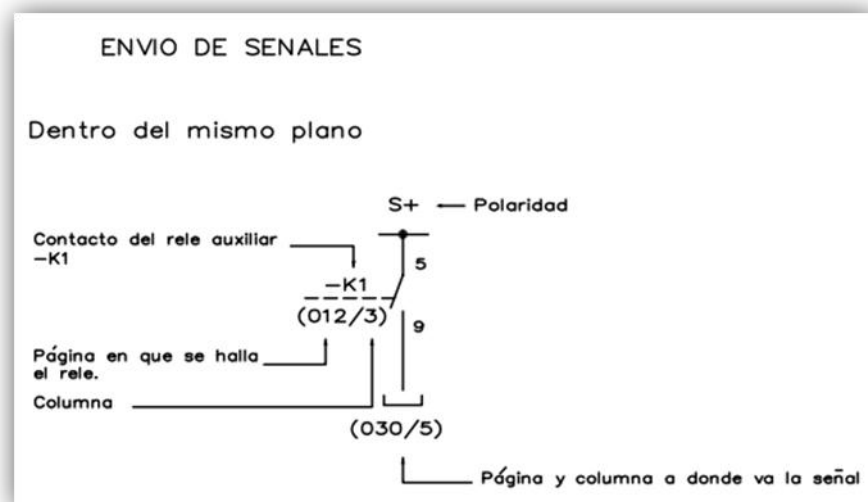 ENVIO DE SENALES
Dentro del mismo plano
S+
Polaridad
Contacto del rele auxiliar
-K1
5
-K1
(012/3)
9
Página en que se halla
el rele.
Columna
(030/5)
Página y columna a donde va la señal